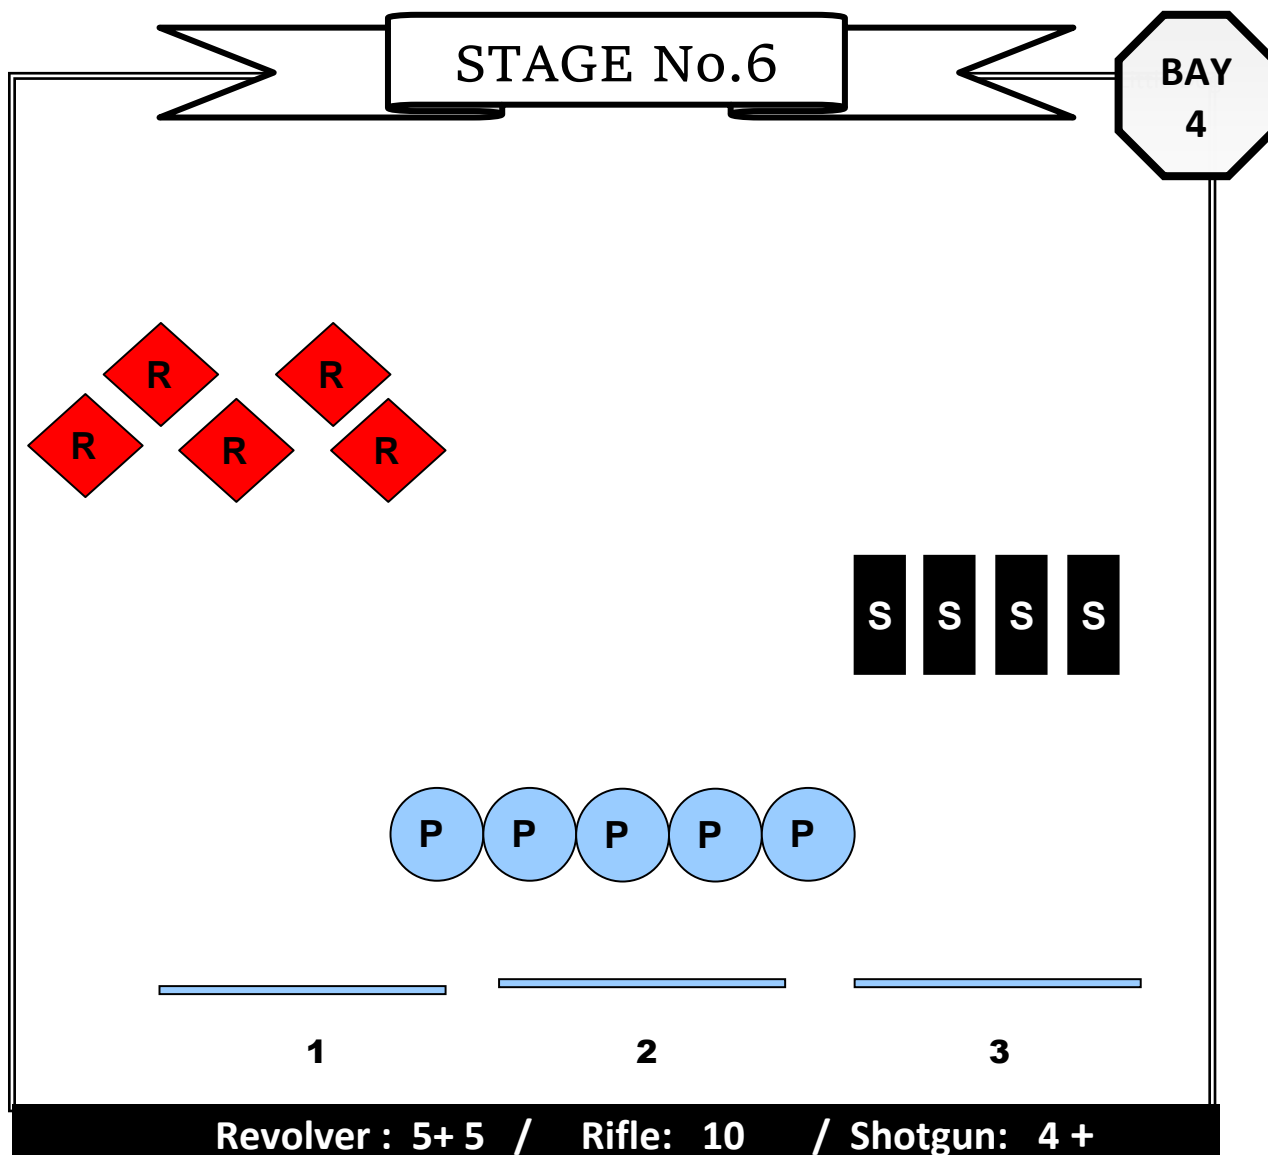 STAGE No.6
BAY
4
R R
R R R
S S S S
P P P P P
1 2 3
Revolver : 5+ 5 / Rifle: 10 / Shotgun: 4 +